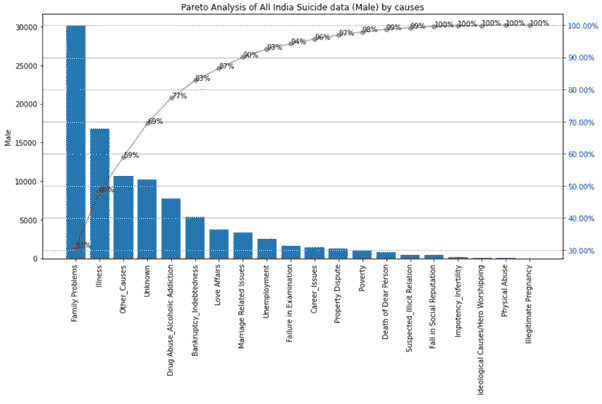 Pareto Analysis of All India Suicide data (Male) by causes
30000
25000
20000
15000
10000
5000
0
Male
100.00%
90.00%
80.00%
70.00%
60.00%
50.00%
40.00%
30.00%
59%
69%
77%
83%
87%
90%
93%
94%
96%
97%
98%
99%
99%
100%
100%
100%
100%
100%
Family Problems
Illness
Other_Causes
Unknown
Drug Abuse_Alcoholic Addiction
Bankruptcy_Indebtedness
Love Affairs
Marriage Related Issues
Unemployment
Failure in Examination
Career_Issues
Property Dispute
Poverty
Death of Dear Person
Suspected_Illicit Relation
Fall in Social Reputation
Impotency_Infertility
Ideological Causes/Hero Worshipping
Physical Abuse
Illegitimate Pregnancy